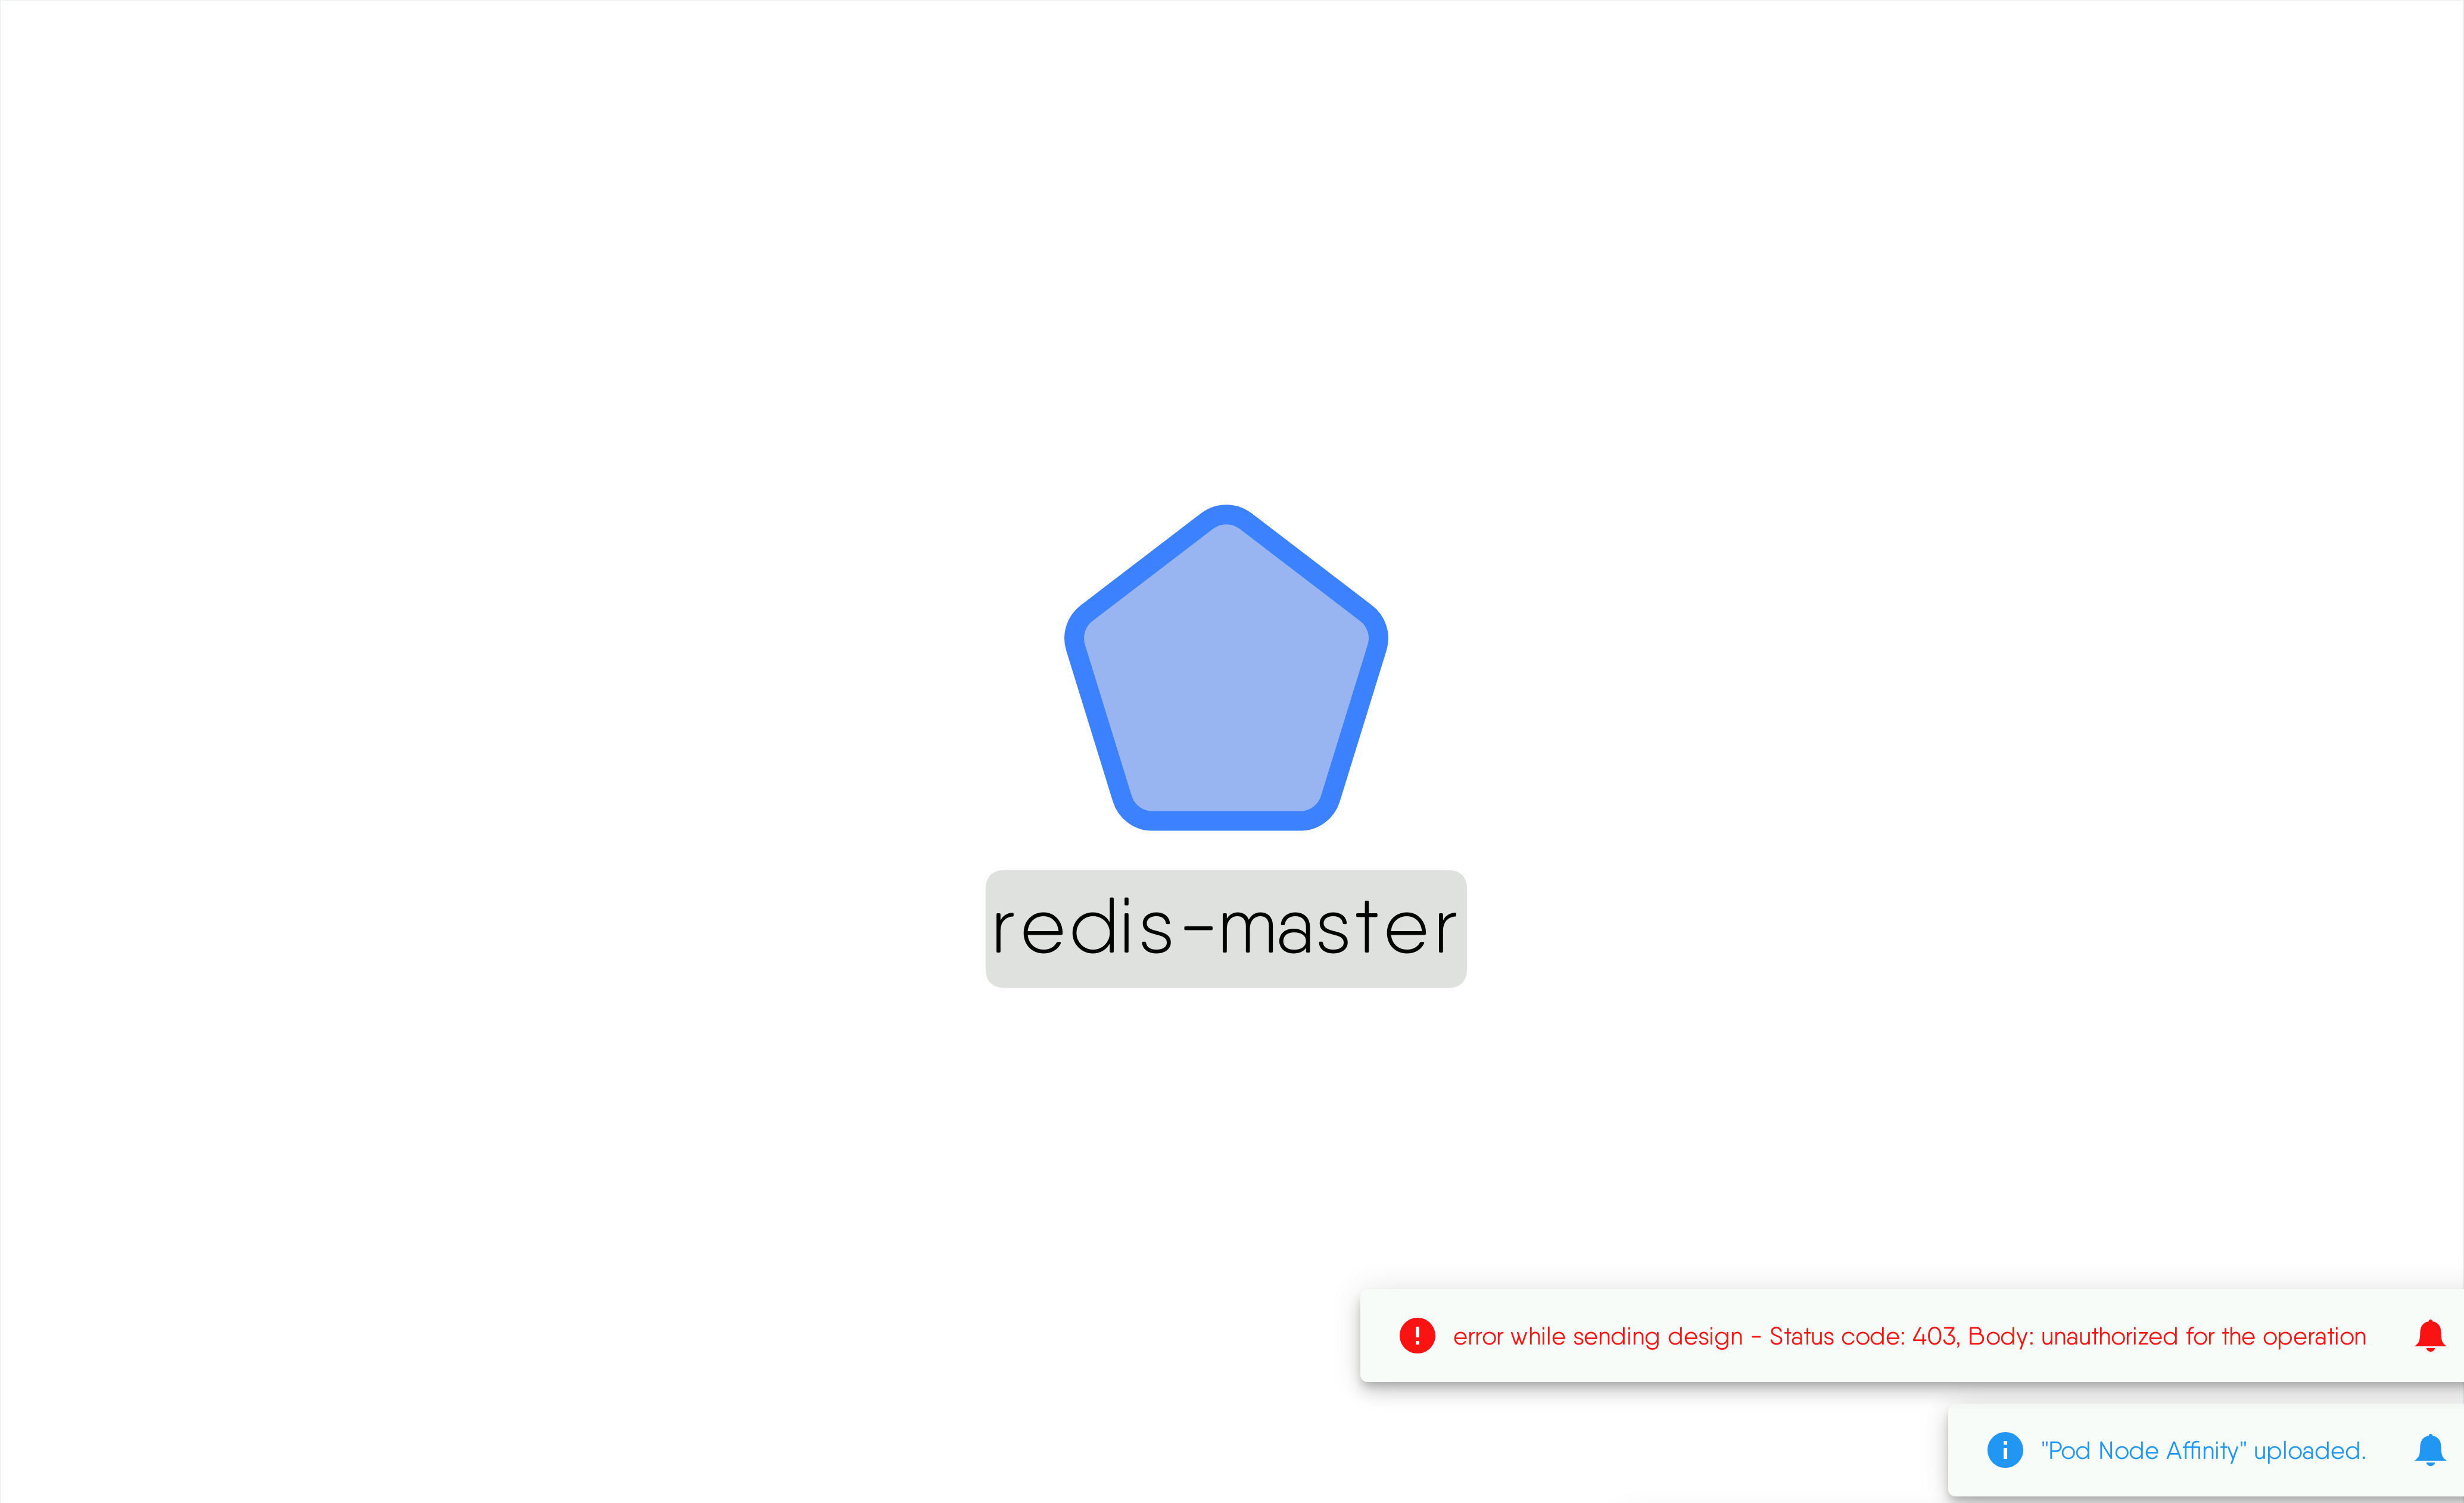 redis-master
error while sending design - Status code: 403, Body: unauthorized for the operation
"Pod Node Affinity" uploaded.